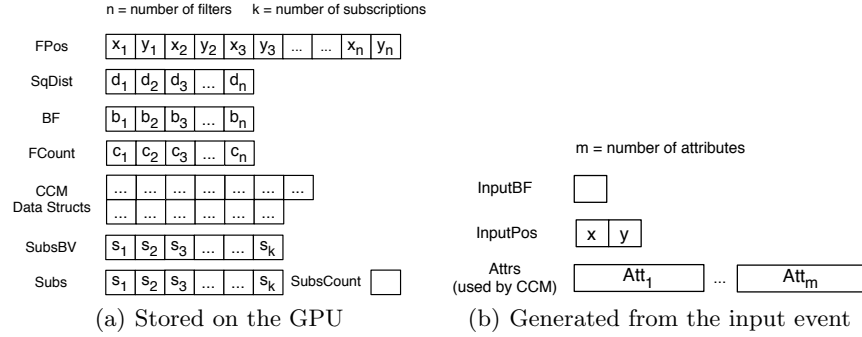 n = number of filters k = number of subscriptions
FPos x1 y1 x2 y2 x3 y3 ... ... xn yn
SqDist d1 d2 d3 ... dn
BF b1 b2 b3 ... bn
FCount c1 c2 c3 ... cn
CCM
Data Structs
... ... ... ... ... ... ...
... ... ... ... ... ...
SubsBV s1 s2 s3 ... ... sk
Subs s1 s2 s3 ... ... sk SubsCount
(a) Stored on the GPU
m = number of attributes
InputBF
InputPos x y
Attrs
(used by CCM)
Att1 ... Attm
(b) Generated from the input event